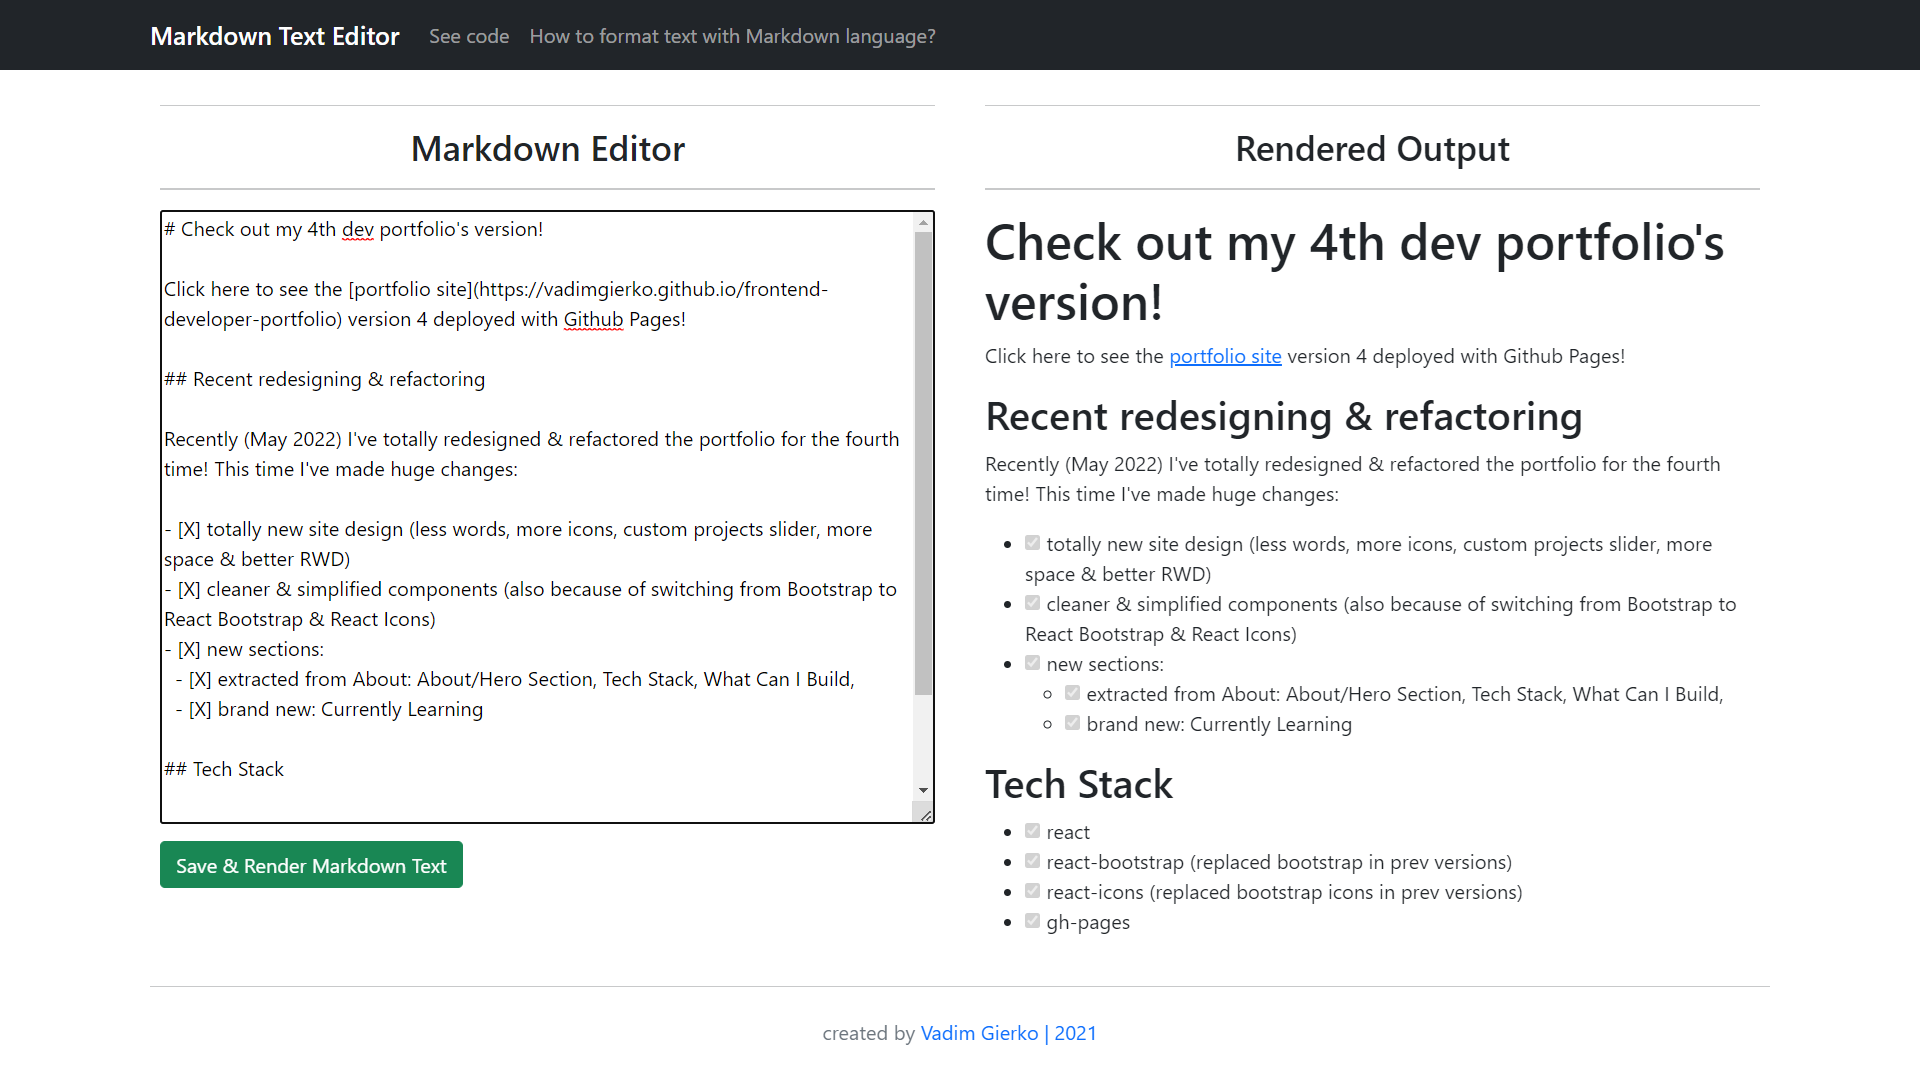 Markdown Text Editor See code How to format text with Markdown language?
Markdown Editor
# Check out my 4th dev portfolio's version!
Click here to see the [portfolio site](https://vadimgierko.github.io/frontend-
developer-portfolio) version 4 deployed with Github Pages!
## Recent redesigning & refactoring
Recently (May 2022) I've totally redesigned & refactored the portfolio for the fourth
time! This time I've made huge changes:
- [X] totally new site design (less words, more icons, custom projects slider, more
space & better RWD)
- [X] cleaner & simplified components (also because of switching from Bootstrap to
React Bootstrap & React Icons)
- [X] new sections:
- [X] extracted from About: About/Hero Section, Tech Stack, What Can I Build,
- [X] brand new: Currently Learning
## Tech Stack
Save & Render Markdown Text
Rendered Output
Check out my 4th dev portfolio's
version!
Click here to see the portfolio site version 4 deployed with Github Pages!
Recent redesigning & refactoring
Recently (May 2022) I've totally redesigned & refactored the portfolio for the fourth
time! This time I've made huge changes:
totally new site design (less words, more icons, custom projects slider, more
space & better RWD)
cleaner & simplified components (also because of switching from Bootstrap to
React Bootstrap & React Icons)
new sections:
extracted from About: About/Hero Section, Tech Stack, What Can I Build,
brand new: Currently Learning
Tech Stack
react
react-bootstrap (replaced bootstrap in prev versions)
react-icons (replaced bootstrap icons in prev versions)
gh-pages
created by Vadim Gierko | 2021